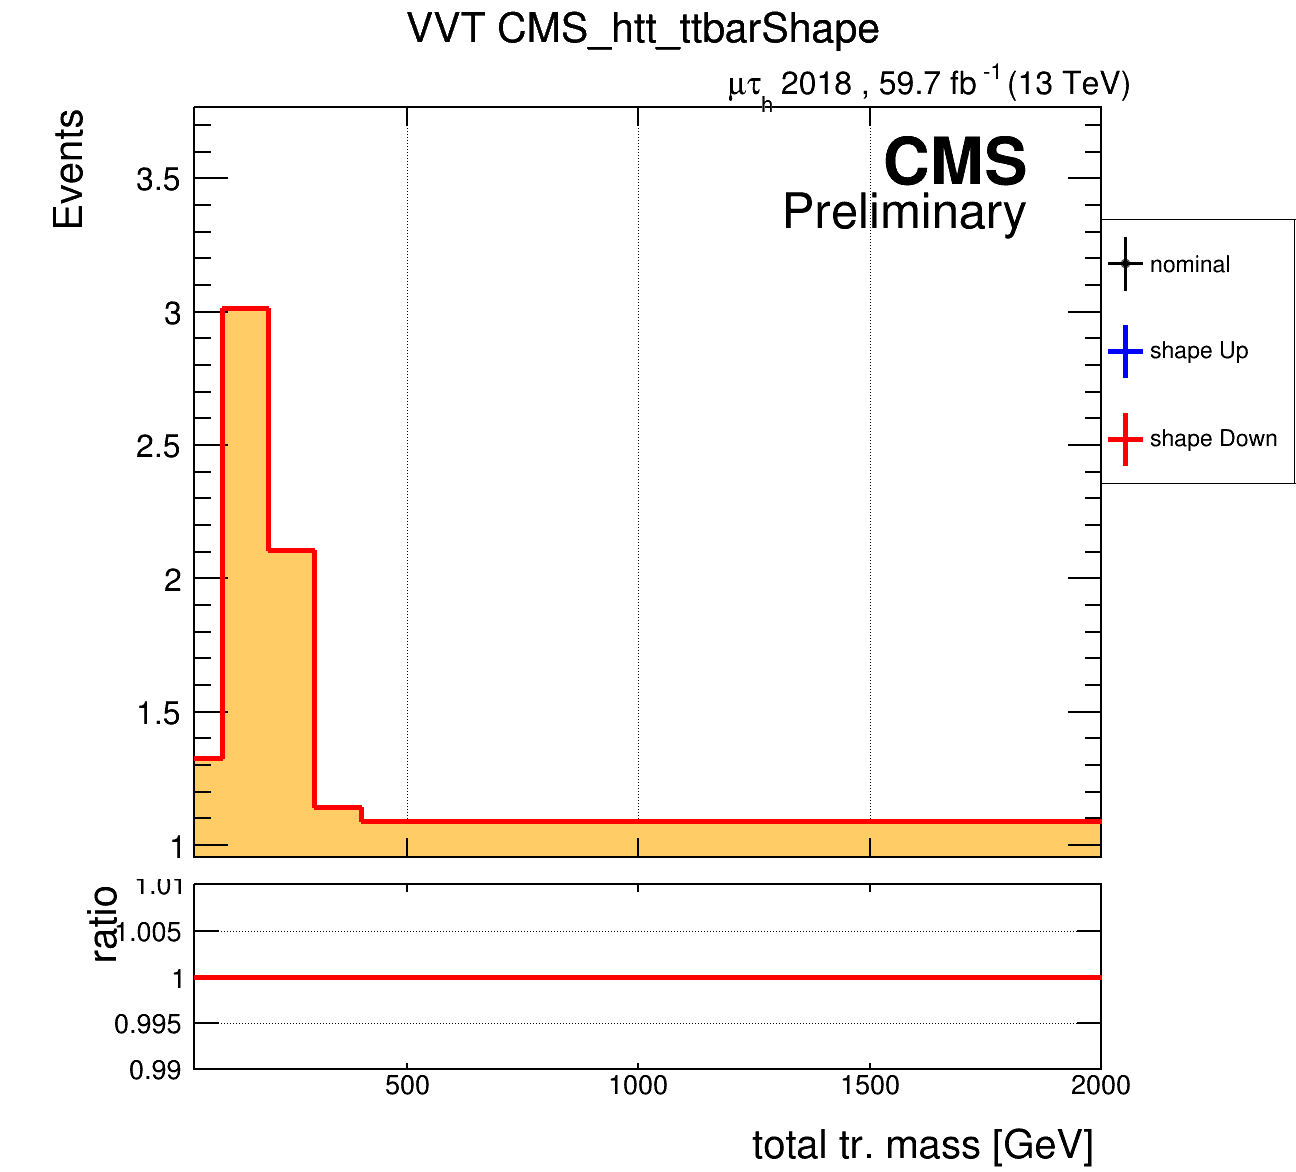 VVT CMS_htt_ttbarShape
μτh 2018 , 59.7 fb-1 (13 TeV)
Events
CMS
Preliminary
3.5
3
2.5
2
1.5
1
nominal
shape Up
shape Down
ratio
1.01
1.005
1
0.995
0.99
500 1000 1500 2000
total tr. mass [GeV]